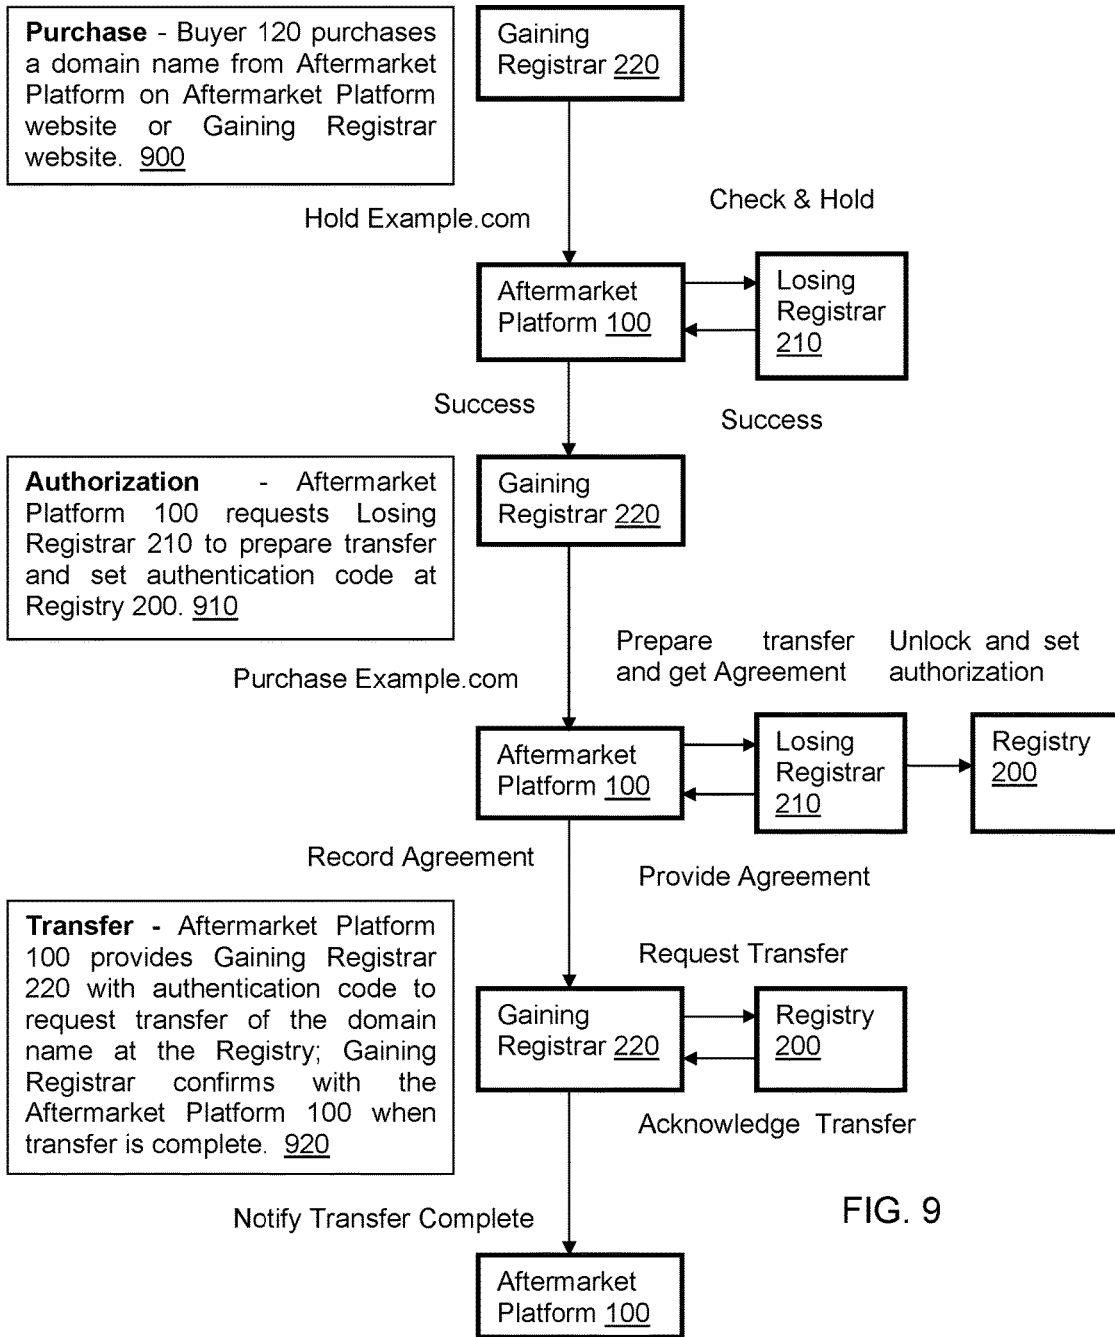 Purchase - Buyer 120 purchases
a domain name from Aftermarket
Platform on Aftermarket Platform
website or Gaining Registrar
website. 900
Gaining
Registrar 220
Hold Example.com
Check & Hold
Aftermarket
Platform 100
Losing
Registrar
210
Success
Success
Authorization - Aftermarket
Platform 100 requests Losing
Registrar 210 to prepare transfer
and set authentication code at
Registry 200. 910
Gaining
Registrar 220
Purchase Example.com
Prepare transfer
and get Agreement
Unlock and set
authorization
Aftermarket
Platform 100
Losing
Registrar
210
Registry
200
Record Agreement
Provide Agreement
Transfer - Aftermarket Platform
100 provides Gaining Registrar
220 with authentication code to
request transfer of the domain
name at the Registry; Gaining
Registrar confirms with the
Aftermarket Platform 100 when
transfer is complete. 920
Request Transfer
Gaining
Registrar 220
Registry
200
Acknowledge Transfer
Notify Transfer Complete
FIG. 9
Aftermarket
Platform 100